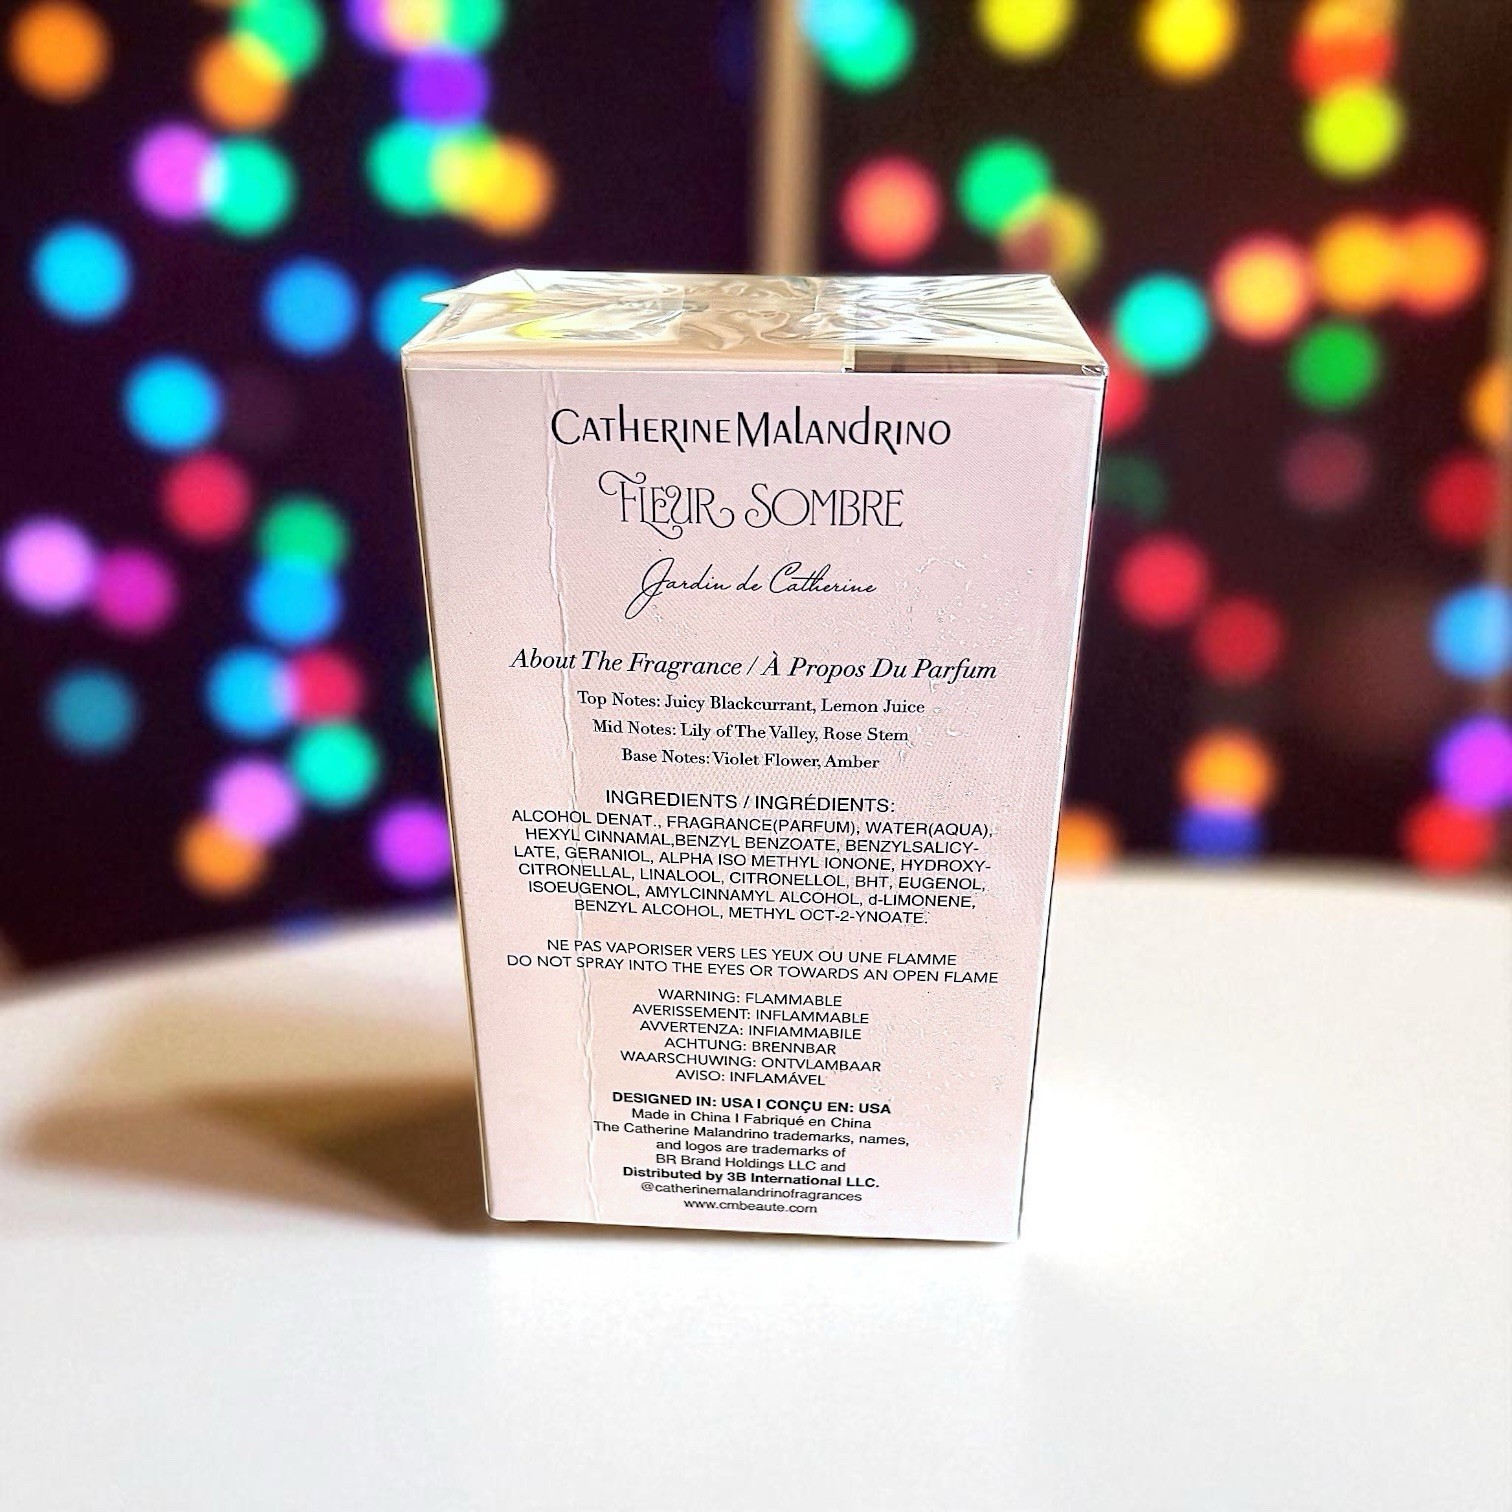 CATHERINE MALANDRINO
FLEUR SOMBRE
Jardin de Catherine
About The Fragrance / À Propos Du Parfum
Top Notes: Juicy Blackcurrant, Lemon Juice
Mid Notes: Lily of The Valley, Rose Stem
Base Notes: Violet Flower, Amber
INGREDIENTS / INGRÉDIENTS:
ALCOHOL DENAT., FRAGRANCE(PARFUM), WATER(AQUA),
HEXYL CINNAMAL,BENZYL BENZOATE, BENZYLSALICY-
LATE, GERANIOL, ALPHA ISO METHYL IONONE, HYDROXY-
CITRONELLAL, LINALOOL, CITRONELLOL, BHT, EUGENOL,
ISOEUGENOL, AMYLCINNAMYL ALCOHOL, d-LIMONENE,
BENZYL ALCOHOL, METHYL OCT-2-YNOATE.
NE PAS VAPORISER VERS LES YEUX OU UNE FLAMME
DO NOT SPRAY INTO THE EYES OR TOWARDS AN OPEN FLAME
WARNING: FLAMMABLE
AVERISSEMENT: INFLAMMABLE
AVVERTENZA: INFIAMMABILE
ACHTUNG: BRENNBAR
WAARSCHUWING: ONTVLAMBAAR
AVISO: INFLAMÁVEL
DESIGNED IN: USA I CONÇU EN: USA
Made in China I Fabriqué en China
The Catherine Malandrino trademarks, names,
and logos are trademarks of
BR Brand Holdings LLC and
Distributed by 3B International LLC.
@catherinemalandrinofragrances
www.cmbeaute.com